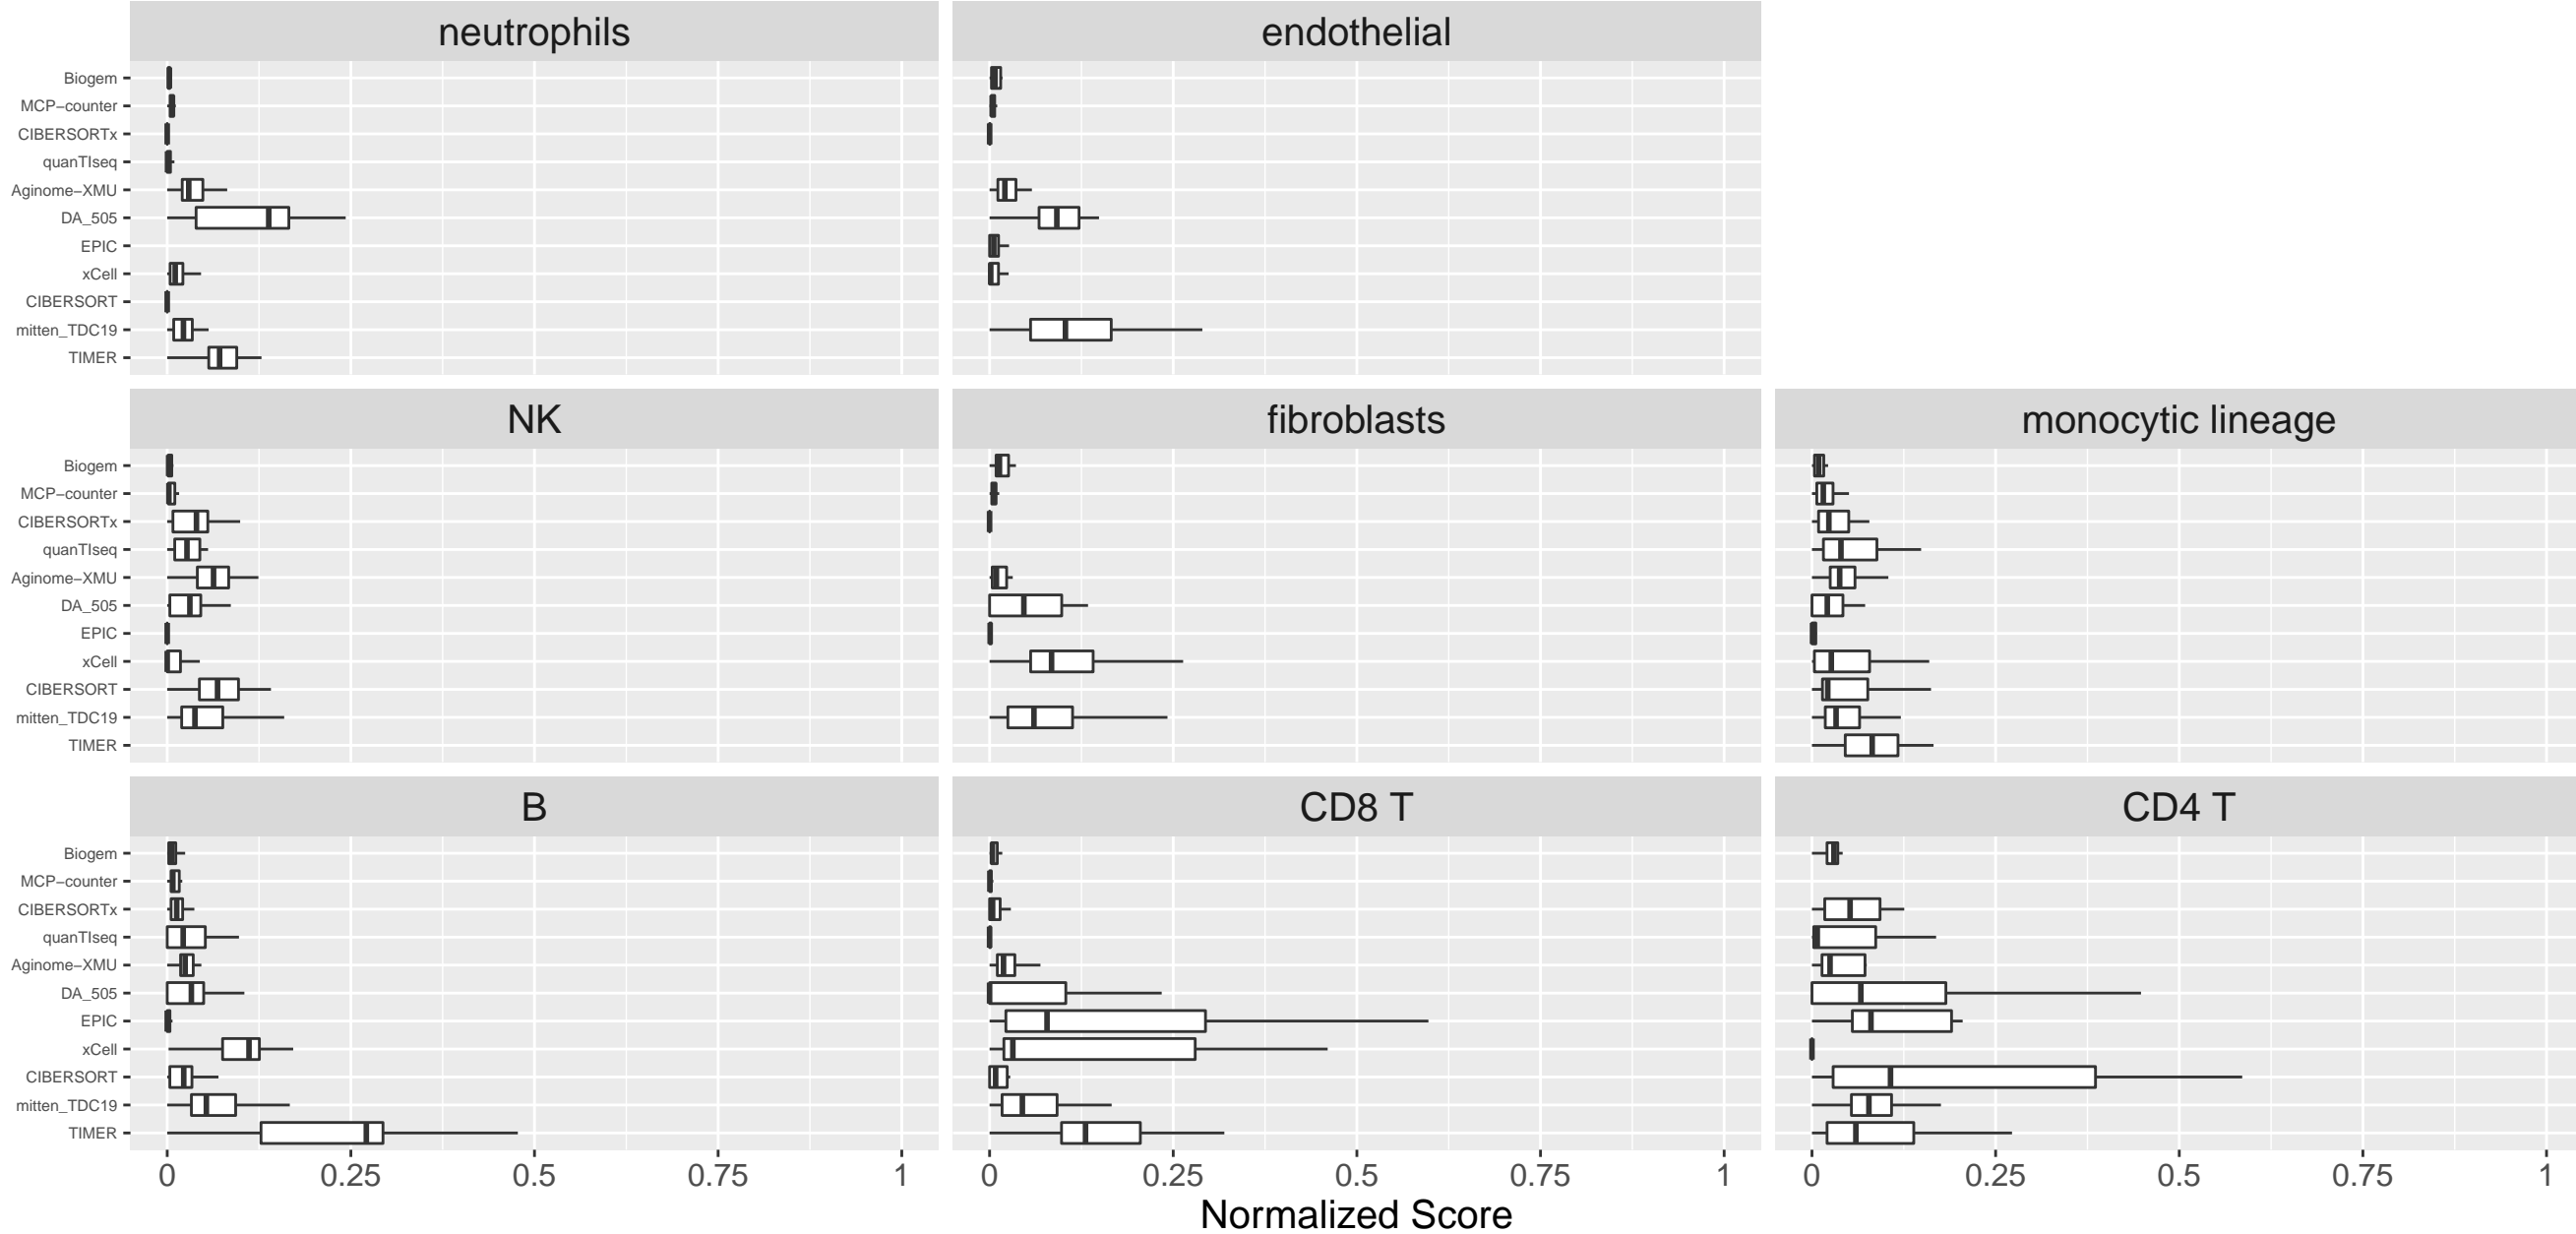 neutrophils
endothelial
Biogem
MCP−counter
CIBERSORTx
quanTIseq
Aginome−XMU
DA_505
EPIC
xCell
CIBERSORT
mitten_TDC19
TIMER
NK
fibroblasts
monocytic lineage
Biogem
MCP−counter
CIBERSORTx
quanTIseq
Aginome−XMU
DA_505
EPIC
xCell
CIBERSORT
mitten_TDC19
TIMER
B
CD8 T
CD4 T
Biogem
MCP−counter
CIBERSORTx
quanTIseq
Aginome−XMU
DA_505
EPIC
xCell
CIBERSORT
mitten_TDC19
TIMER
0 0.25 0.5 0.75 1
0 0.25 0.5 0.75 1
0 0.25 0.5 0.75 1
Normalized Score